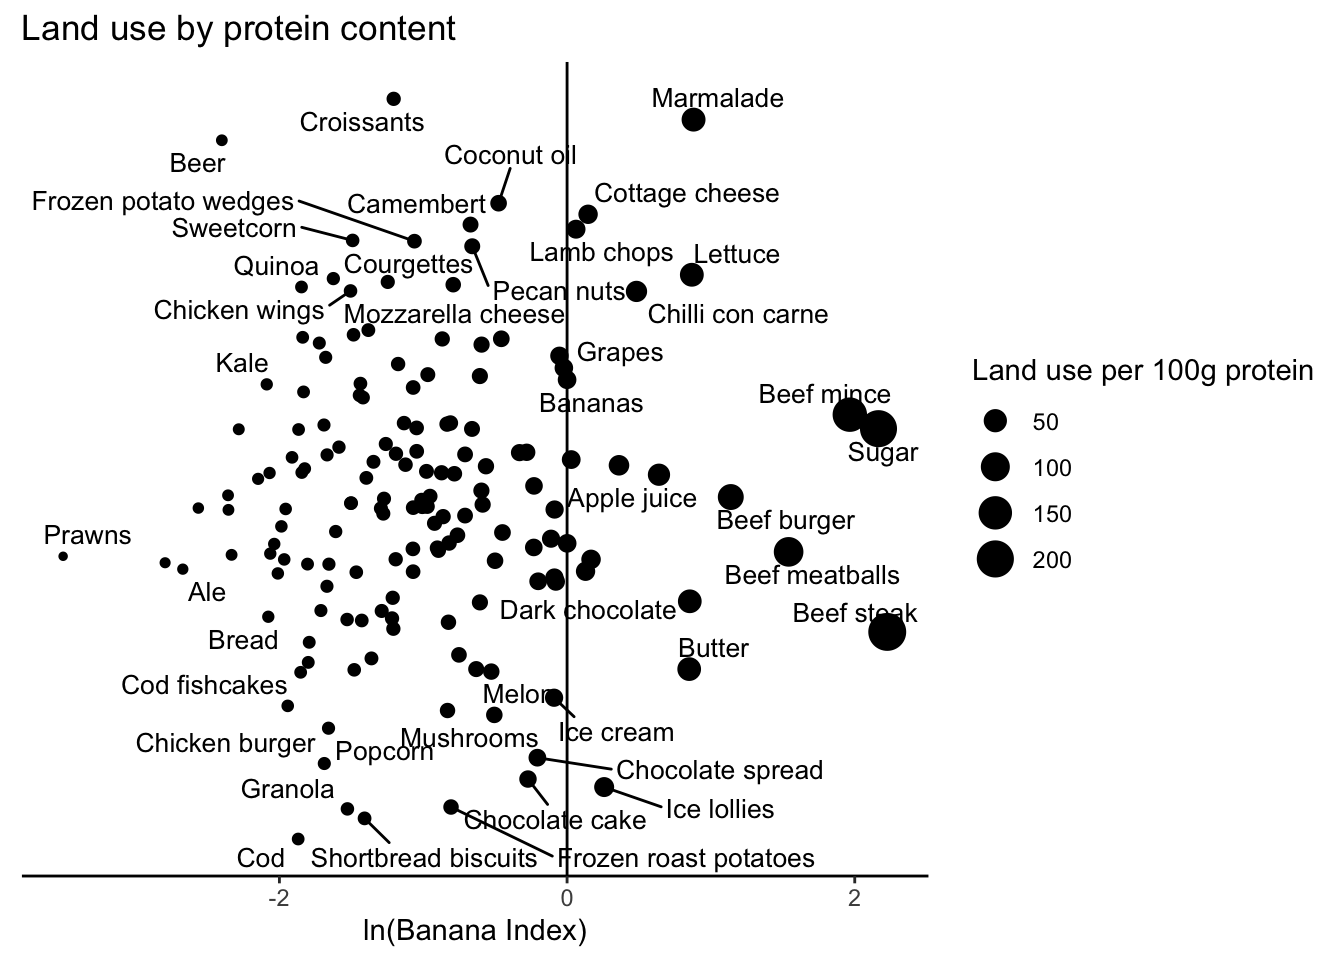 Land use by protein content
Marmalade
Croissants
Beer
Coconut oil
Frozen potato wedges
Camembert
Cottage cheese
Sweetcorn
Lamb chops
Lettuce
Quinoa
Courgettes
Pecan nuts
Chicken wings
Mozzarella cheese
Chilli con carne
Kale
Grapes
Bananas
Beef mince
Sugar
Apple juice
Beef burger
Prawns
Beef meatballs
Ale
Dark chocolate
Beef steak
Bread
Butter
Cod fishcakes
Melon
Ice cream
Chicken burger
Popcorn
Mushrooms
Chocolate spread
Granola
Ice lollies
Chocolate cake
Cod
Shortbread biscuits
Frozen roast potatoes
-2
0
2
ln(Banana Index)
Land use per 100g protein
50
100
150
200